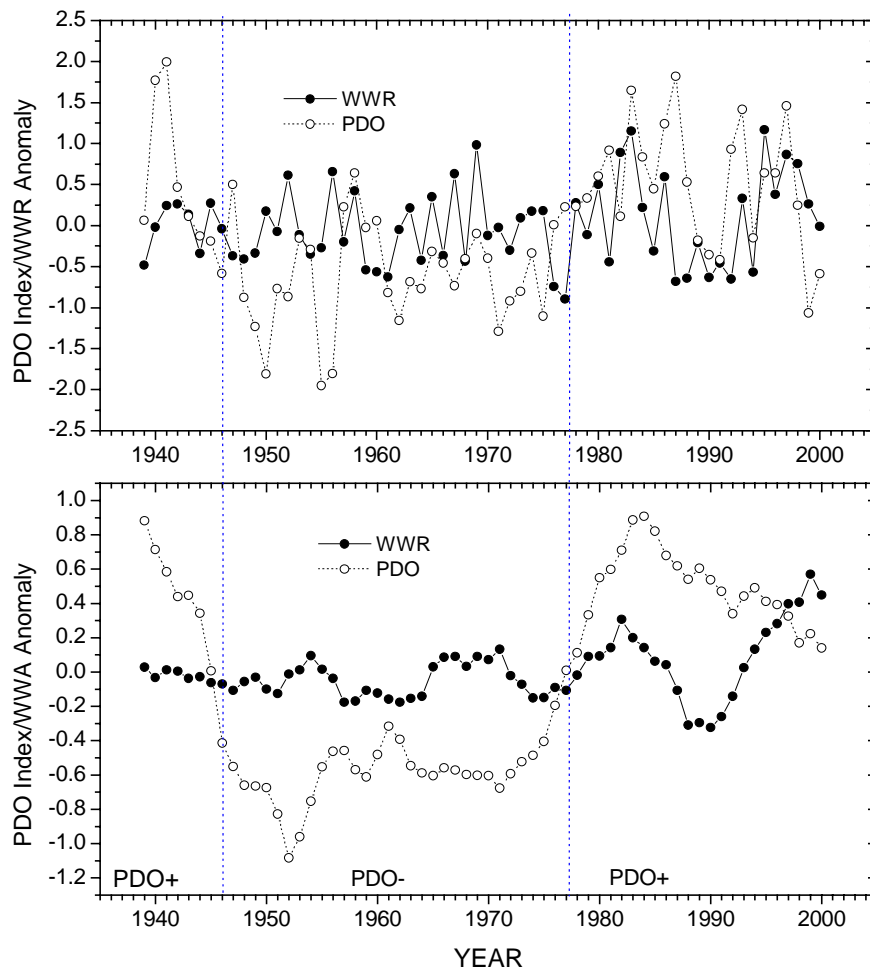 PDO Index/WWR Anomaly
2.5
2.0
1.5
1.0
0.5
0.0
-0.5
-1.0
-1.5
-2.0
-2.5
WWR
PDO
1940 1950 1960 1970 1980 1990 2000
PDO Index/WWA Anomaly
1.0
0.8
0.6
0.4
0.2
0.0
-0.2
-0.4
-0.6
-0.8
-1.0
-1.2
WWR
PDO
PDO+ PDO- PDO+
1940 1950 1960 1970 1980 1990 2000
YEAR